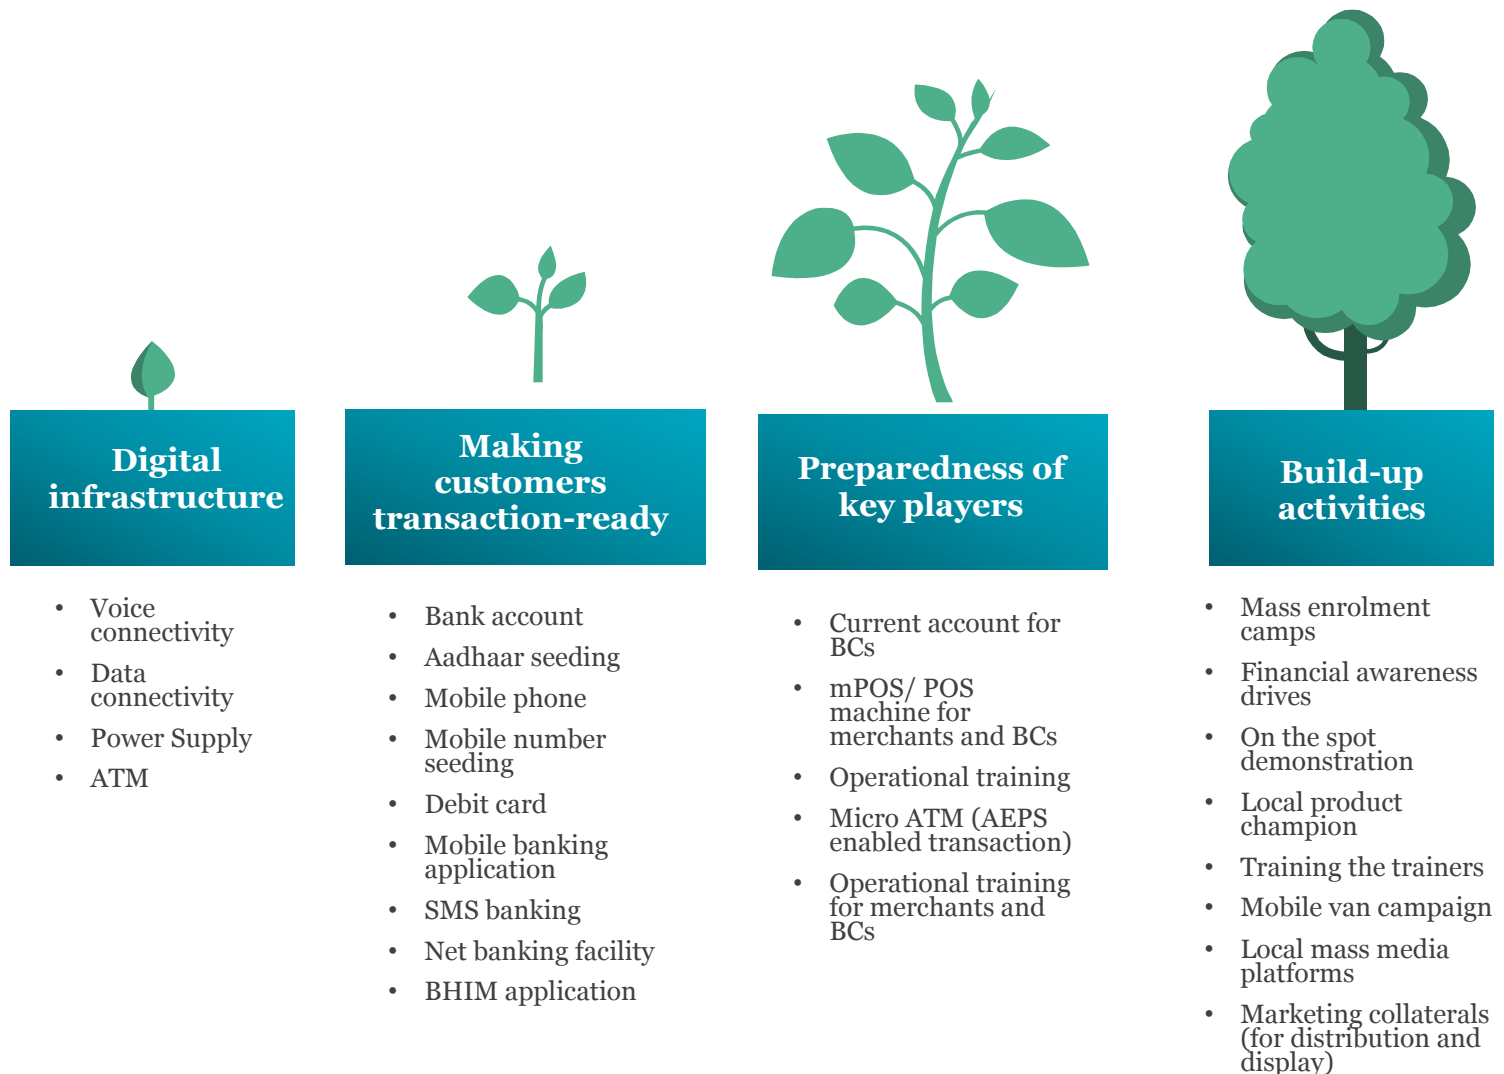 Digital
infrastructure
• Voice
connectivity
• Data
connectivity
• Power Supply
• ATM
Making
customers
transaction-ready
• Bank account
• Aadhaar seeding
• Mobile phone
• Mobile number
seeding
• Debit card
• Mobile banking
application
• SMS banking
• Net banking facility
• BHIM application
Preparedness of
key players
• Current account for
BCs
• mPOS/ POS
machine for
merchants and BCs
• Operational training
• Micro ATM (AEPS
enabled transaction)
• Operational training
for merchants and
BCs
Build-up
activities
• Mass enrolment
camps
• Financial awareness
drives
• On the spot
demonstration
• Local product
champion
• Training the trainers
• Mobile van campaign
• Local mass media
platforms
• Marketing collaterals
(for distribution and
display)